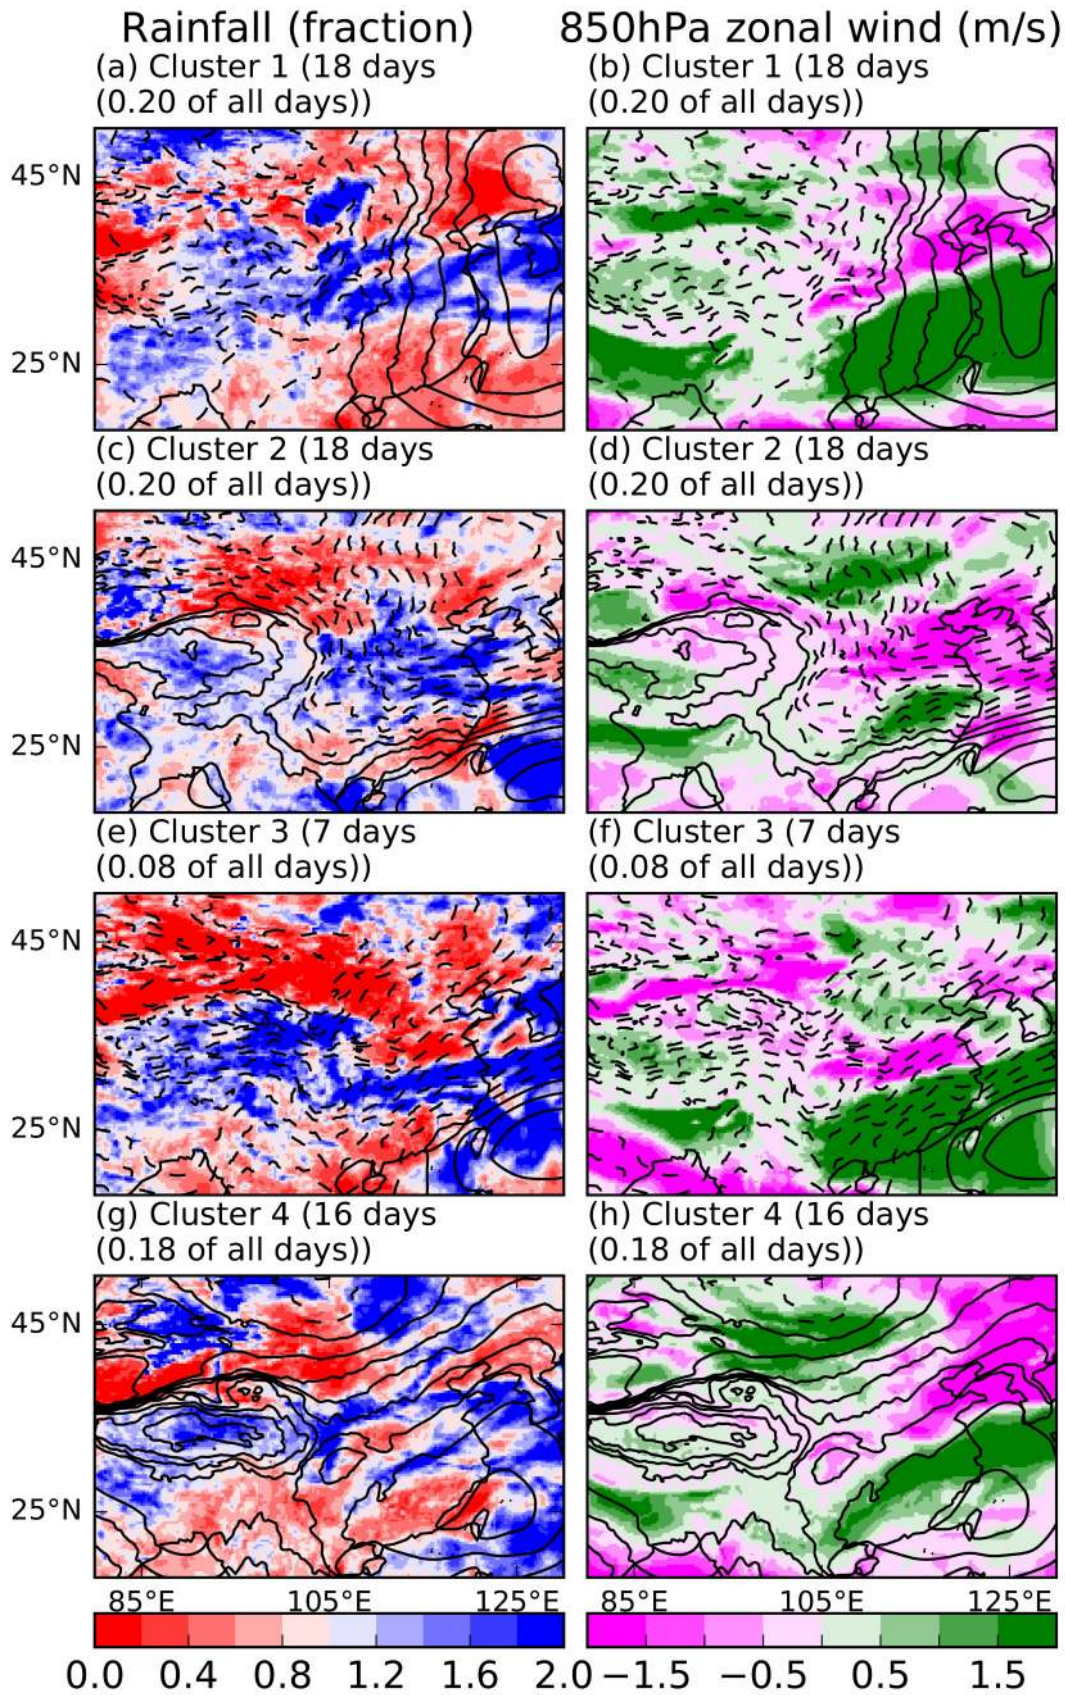 Rainfall (fraction) 850hPa zonal wind (m/s)
(a) Cluster 1 (18 days (b) Cluster 1 (18 days
(0.20 of all days)) (0.20 of all days))
45°N
25°N
(c) Cluster 2 (18 days (d) Cluster 2 (18 days
(0.20 of all days)) (0.20 of all days))
45°N
25°N
(e) Cluster 3 (7 days (f) Cluster 3 (7 days
(0.08 of all days)) (0.08 of all days))
45°N
25°N
(g) Cluster 4 (16 days (h) Cluster 4 (16 days
(0.18 of all days)) (0.18 of all days))
45°N
25°N
85°E 105°E 125°E 85°E 105°E 125°E
0.0 0.4 0.8 1.2 1.6 2.0 −1.5 −0.5 0.5 1.5